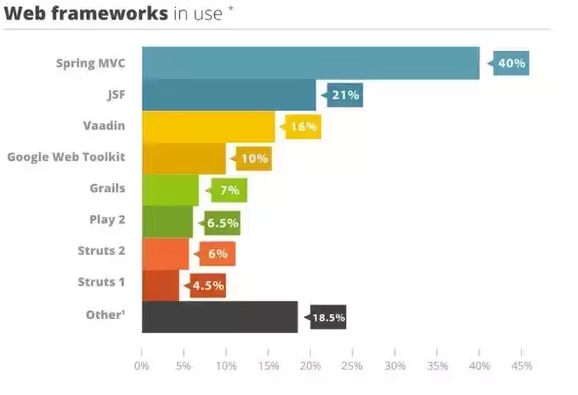 Web frameworks in use *
Spring MVC 40%
JSF 21%
Vaadin 16%
Google Web Toolkit 10%
Grails 7%
Play 2 6.5%
Struts 2 6%
Struts 1 4.5%
Other¹ 18.5%
0% 5% 10% 15% 20% 25% 30% 35% 40% 45%